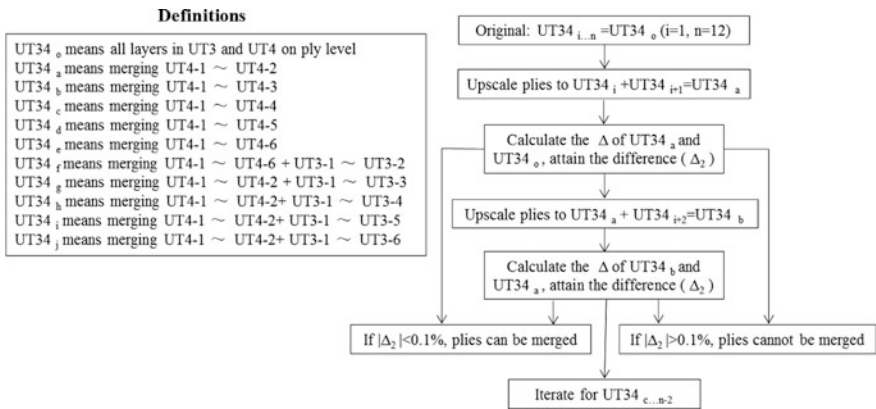 Definitions
UT34 o means all layers in UT3 and UT4 on ply level
UT34 a means merging UT4-1 ~ UT4-2
UT34 b means merging UT4-1 ~ UT4-3
UT34 c means merging UT4-1 ~ UT4-4
UT34 d means merging UT4-1 ~ UT4-5
UT34 e means merging UT4-1 ~ UT4-6
UT34 f means merging UT4-1 ~ UT4-6 + UT3-1 ~ UT3-2
UT34 g means merging UT4-1 ~ UT4-2 + UT3-1 ~ UT3-3
UT34 h means merging UT4-1 ~ UT4-2+ UT3-1 ~ UT3-4
UT34 i means merging UT4-1 ~ UT4-2+ UT3-1 ~ UT3-5
UT34 j means merging UT4-1 ~ UT4-2+ UT3-1 ~ UT3-6
Original: UT34 i…n =UT34 o (i=1, n=12)
Upscale plies to UT34 i +UT34 i+1=UT34 a
Calculate the Δ of UT34 a and
UT34 o, attain the difference (Δ2)
Upscale plies to UT34 a + UT34 i+2=UT34 b
Calculate the Δ of UT34 b and
UT34 a, attain the difference (Δ2)
If |Δ2|<0.1%, plies can be merged
If |Δ2|>0.1%, plies cannot be merged
Iterate for UT34 c…n-2